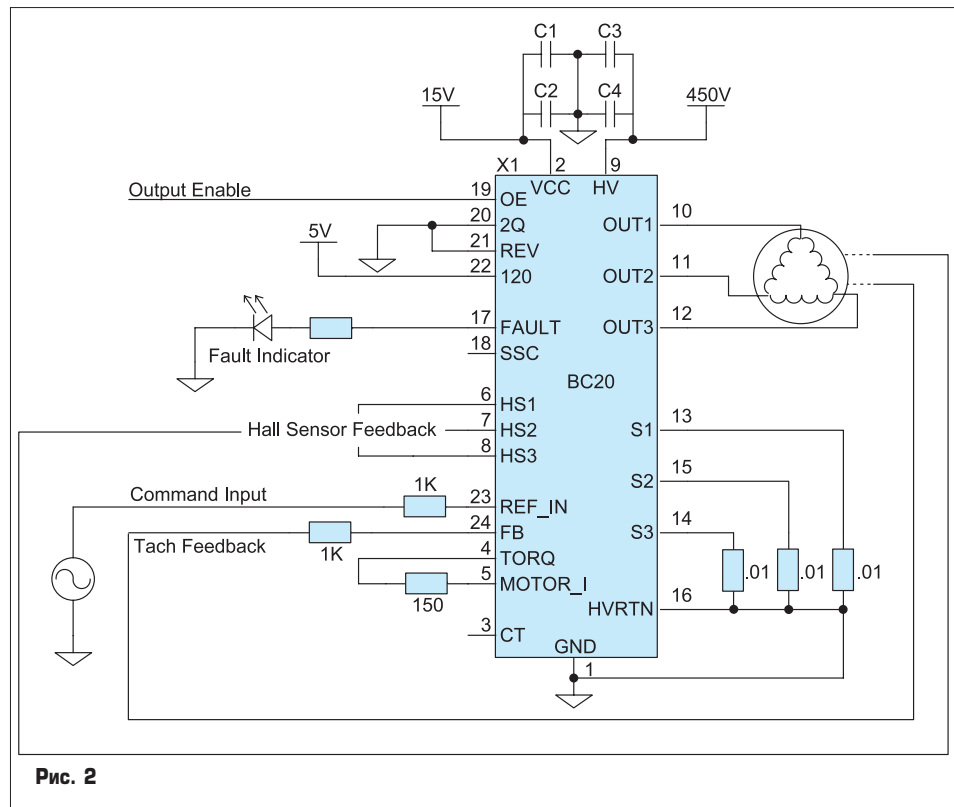 C1
C3
15V
C2
C4
450V
X1
2
9
VCC
HV
Output Enable
19
OE
10
OUT1
20
2Q
5V
21
REV
22
120
11
OUT2
17
FAULT
12
OUT3
Fault Indicator
18
SSC
BC20
6
HS1
Hall Sensor Feedback
7
HS2
13
S1
8
HS3
15
S2
Command Input
1K
23
REF_IN
14
S3
Tach Feedback
1K
24
FB
4
TORQ
.01
.01
.01
150
5
MOTOR_I
16
HVRTN
3
CT
GND
1
Рис. 2